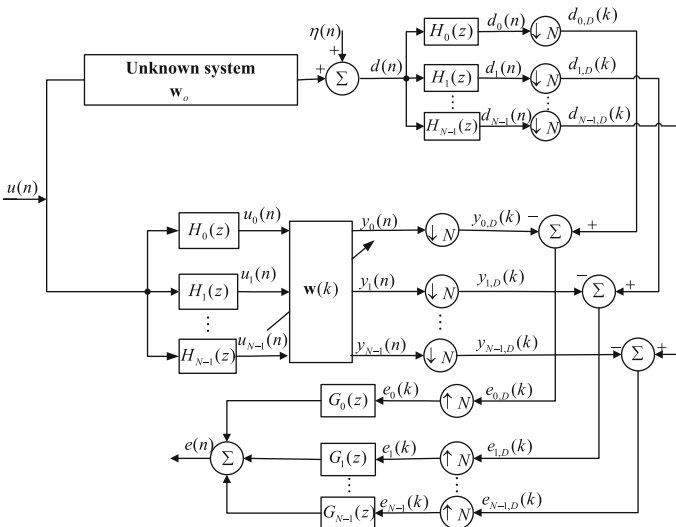 η(n)
+
+
Unknown system
w_o
Σ
d(n)
H_0(z)
d_0(n)
↓N
d_{0,D}(k)
H_1(z)
d_1(n)
↓N
d_{1,D}(k)
H_{N-1}(z)
d_{N-1}(n)
↓N
d_{N-1,D}(k)
u(n)
H_0(z)
u_0(n)
y_0(n)
↓N
y_{0,D}(k)
−
Σ
+
w(k)
H_1(z)
u_1(n)
y_1(n)
↓N
y_{1,D}(k)
−
Σ
+
H_{N-1}(z)
u_{N-1}(n)
y_{N-1}(n)
↓N
y_{N-1,D}(k)
−
Σ
+
G_0(z)
e_0(k)
↑N
e_{0,D}(k)
e(n)
Σ
G_1(z)
e_1(k)
↑N
e_{1,D}(k)
G_{N-1}(z)
e_{N-1}(k)
↑N
e_{N-1,D}(k)